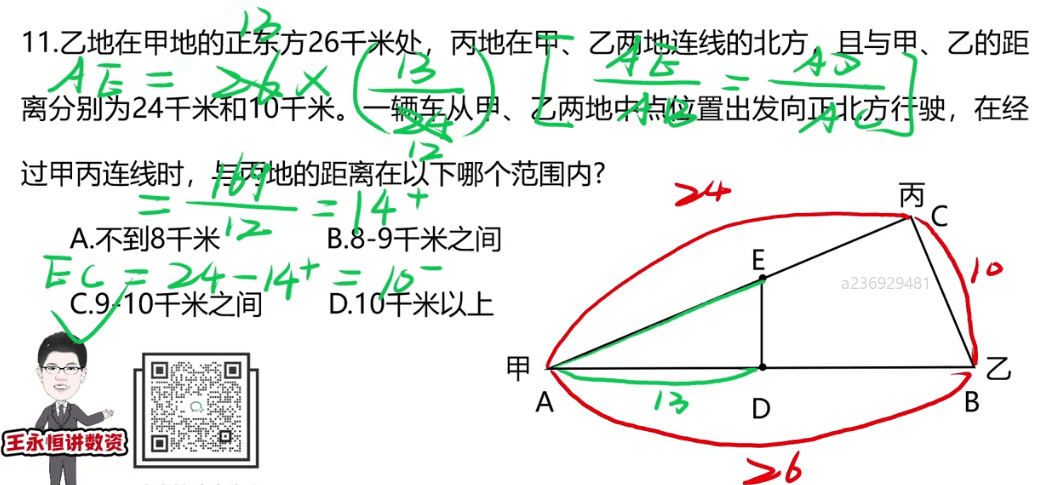 11.乙地在甲地的正东方26千米处，丙地在甲、乙两地连线的北方，且与甲、乙的距
离分别为24千米和10千米。一辆车从甲、乙两地中点位置出发向正北方行驶，在经
过甲丙连线时，与丙地的距离在以下哪个范围内?
A.不到8千米 B.8-9千米之间
C.9-10千米之间 D.10千米以上
13
AE = 26 × (13/24) [AE/AB = AD/AC]
12
= 169/12 = 14⁺
EC = 24 - 14⁺ = 10⁻
24
丙
C
E
10
a236929481
甲
乙
A
13
D
B
26
王永恒讲数资